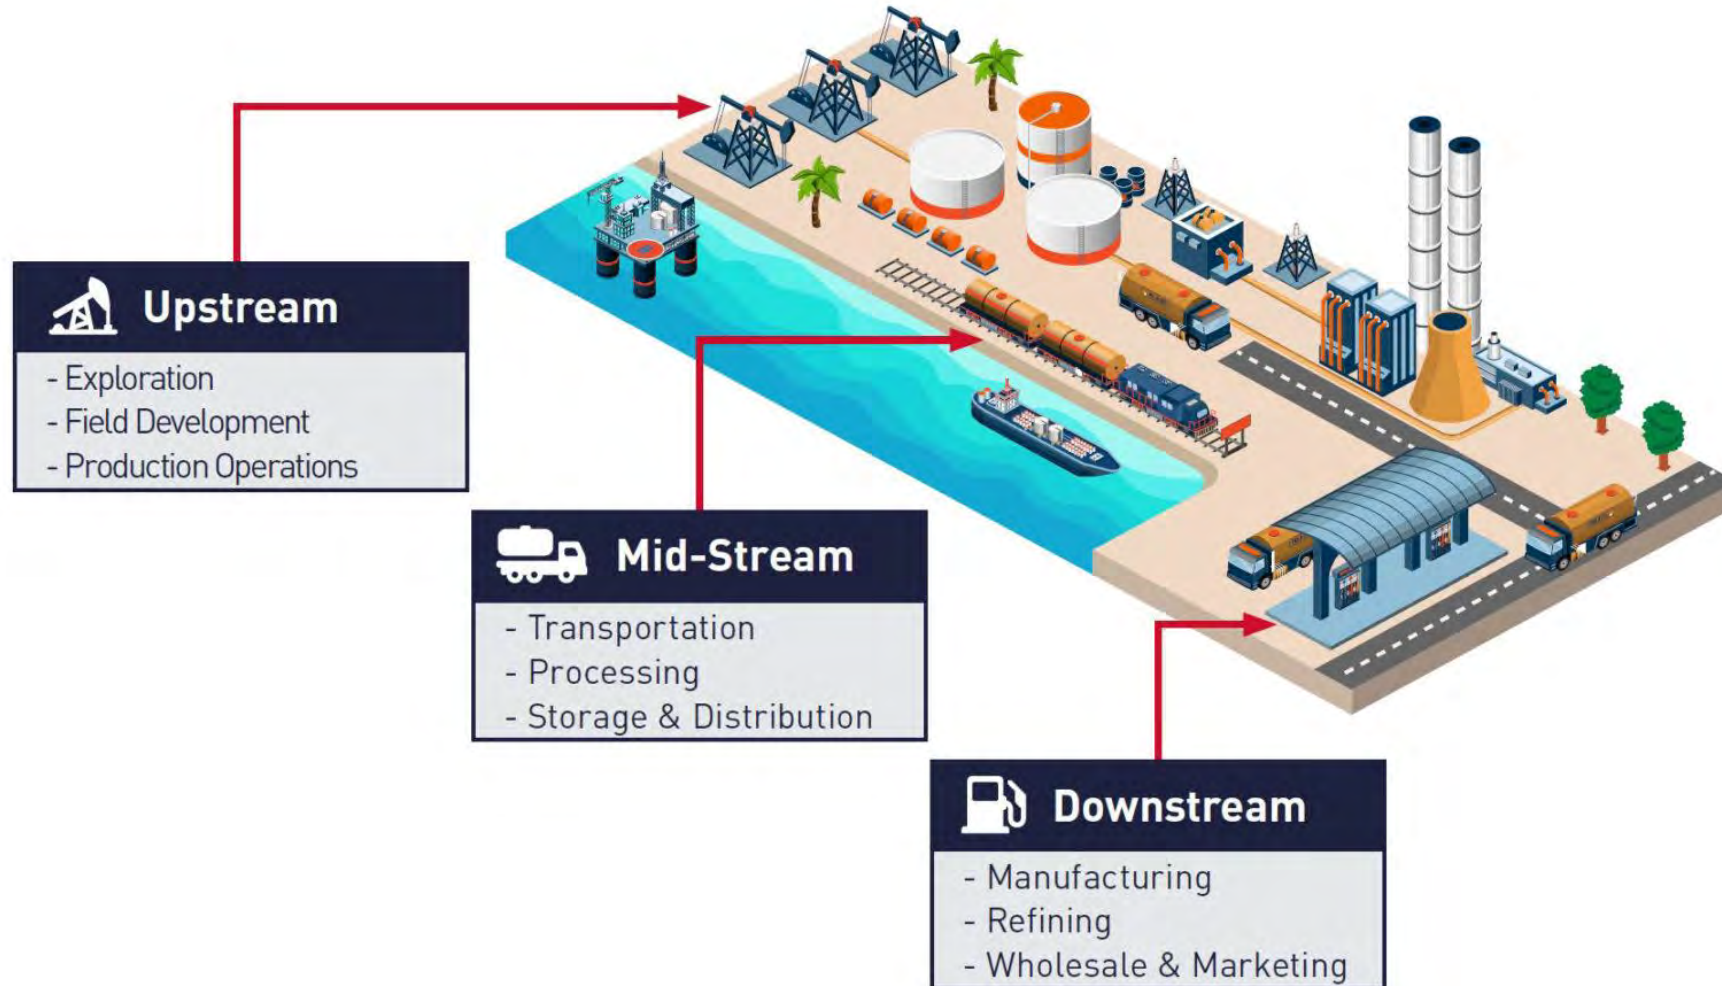 Upstream
- Exploration
- Field Development
- Production Operations
Mid-Stream
- Transportation
- Processing
- Storage & Distribution
Downstream
- Manufacturing
- Refining
- Wholesale & Marketing